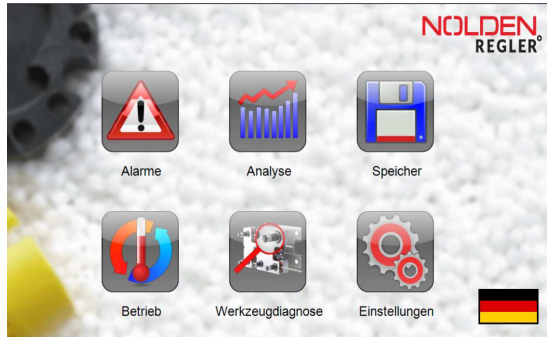 NOLDEN
REGLER°
Alarme
Analyse
Speicher
Betrieb
Werkzeugdiagnose
Einstellungen